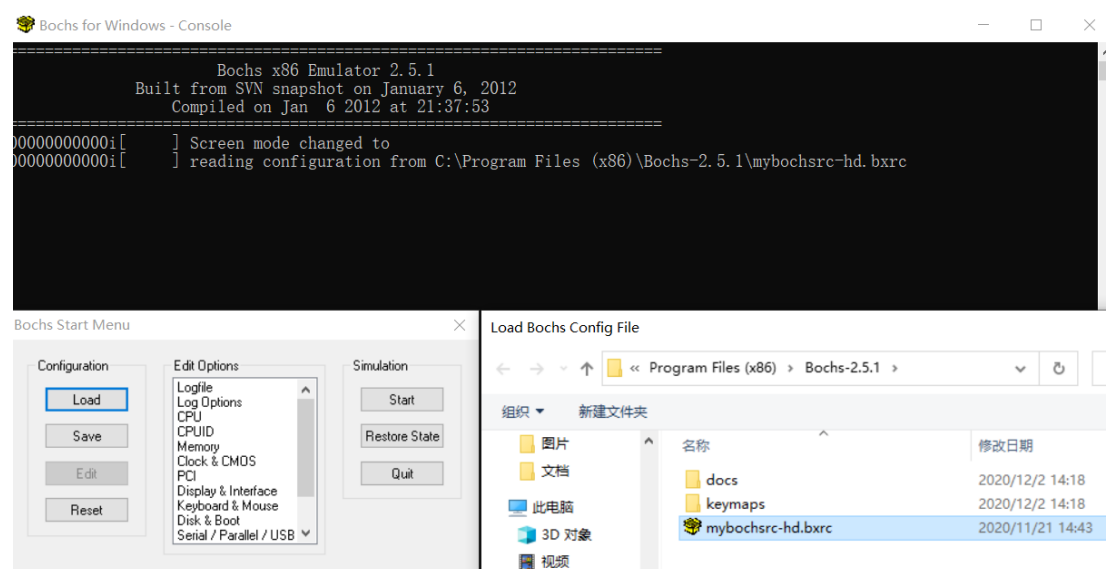 Bochs for Windows - Console
========================================================================
Bochs x86 Emulator 2.5.1
Built from SVN snapshot on January 6, 2012
Compiled on Jan  6 2012 at 21:37:53
========================================================================
00000000000i[     ] Screen mode changed to
00000000000i[     ] reading configuration from C:\Program Files (x86)\Bochs-2.5.1\mybochsrc-hd.bxrc
Bochs Start Menu
Configuration
Load
Save
Edit
Reset
Edit Options
Logfile
Log Options
CPU
CPUID
Memory
Clock & CMOS
PCI
Display & Interface
Keyboard & Mouse
Disk & Boot
Serial / Parallel / USB
Simulation
Start
Restore State
Quit
Load Bochs Config File
« Program Files (x86) › Bochs-2.5.1 ›
组织 新建文件夹
图片
文档
此电脑
3D 对象
视频
名称 修改日期
docs 2020/12/2 14:18
keymaps 2020/12/2 14:18
mybochsrc-hd.bxrc 2020/11/21 14:43